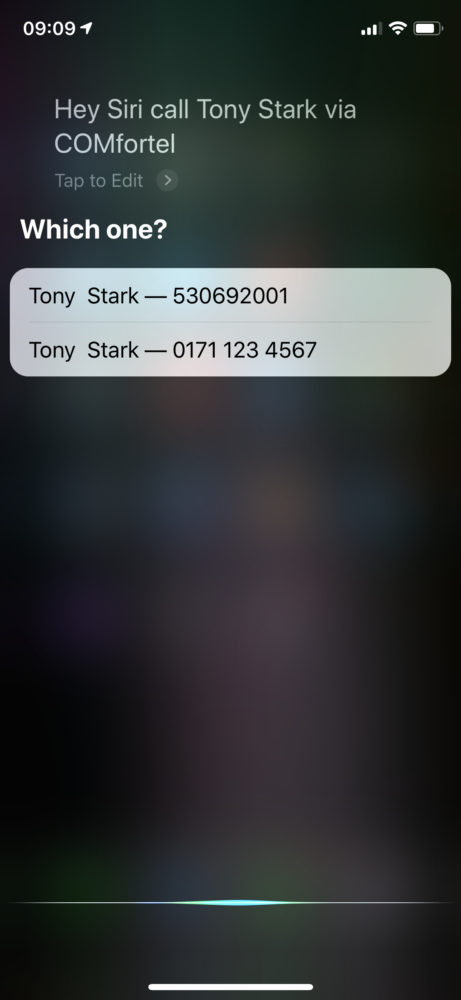 09:09
Hey Siri call Tony Stark via
COMfortel
Tap to Edit
Which one?
Tony  Stark — 530692001
Tony  Stark — 0171 123 4567